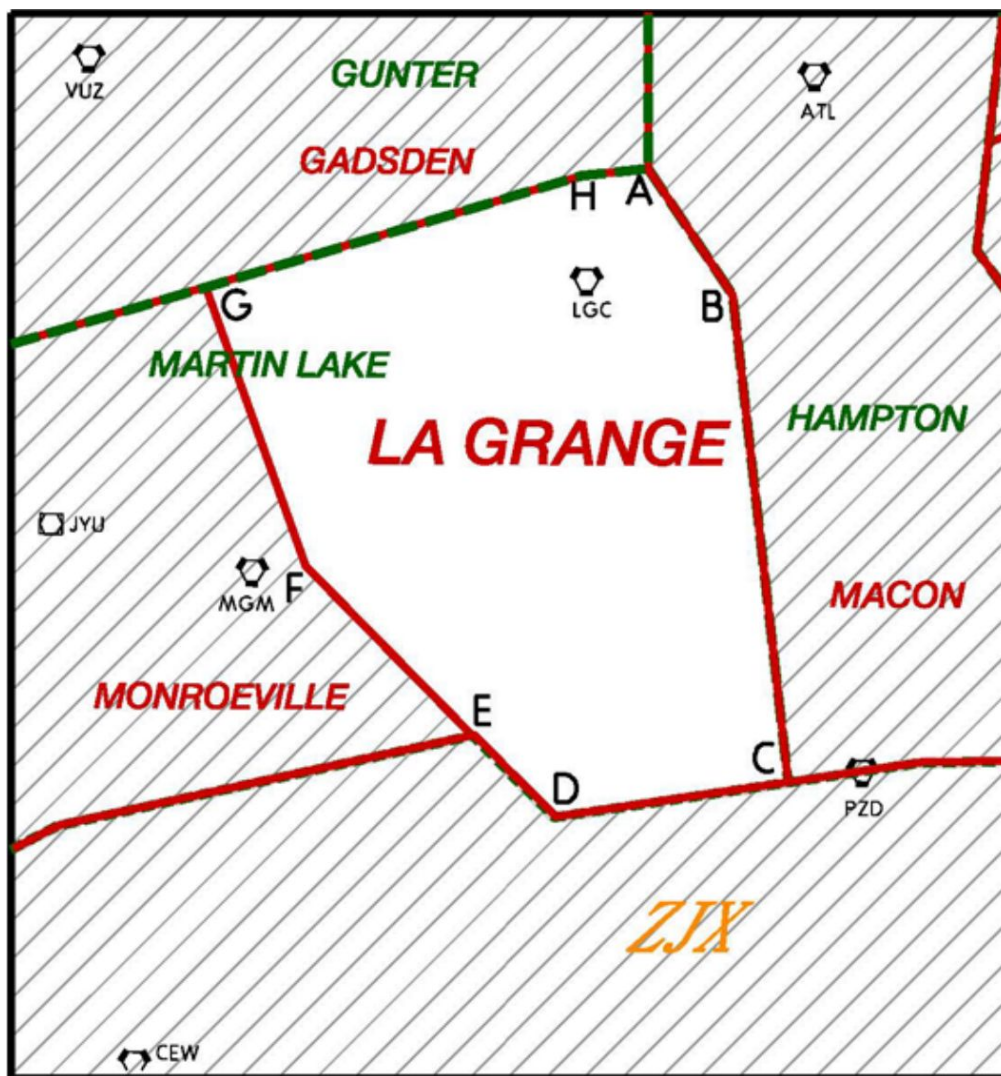 GUNTER
VUZ
ATL
GADSDEN
H
A
G
LGC
B
MARTIN LAKE
HAMPTON
LA GRANGE
JYU
MGM
F
MACON
MONROEVILLE
E
C
D
PZD
ZJX
CEW